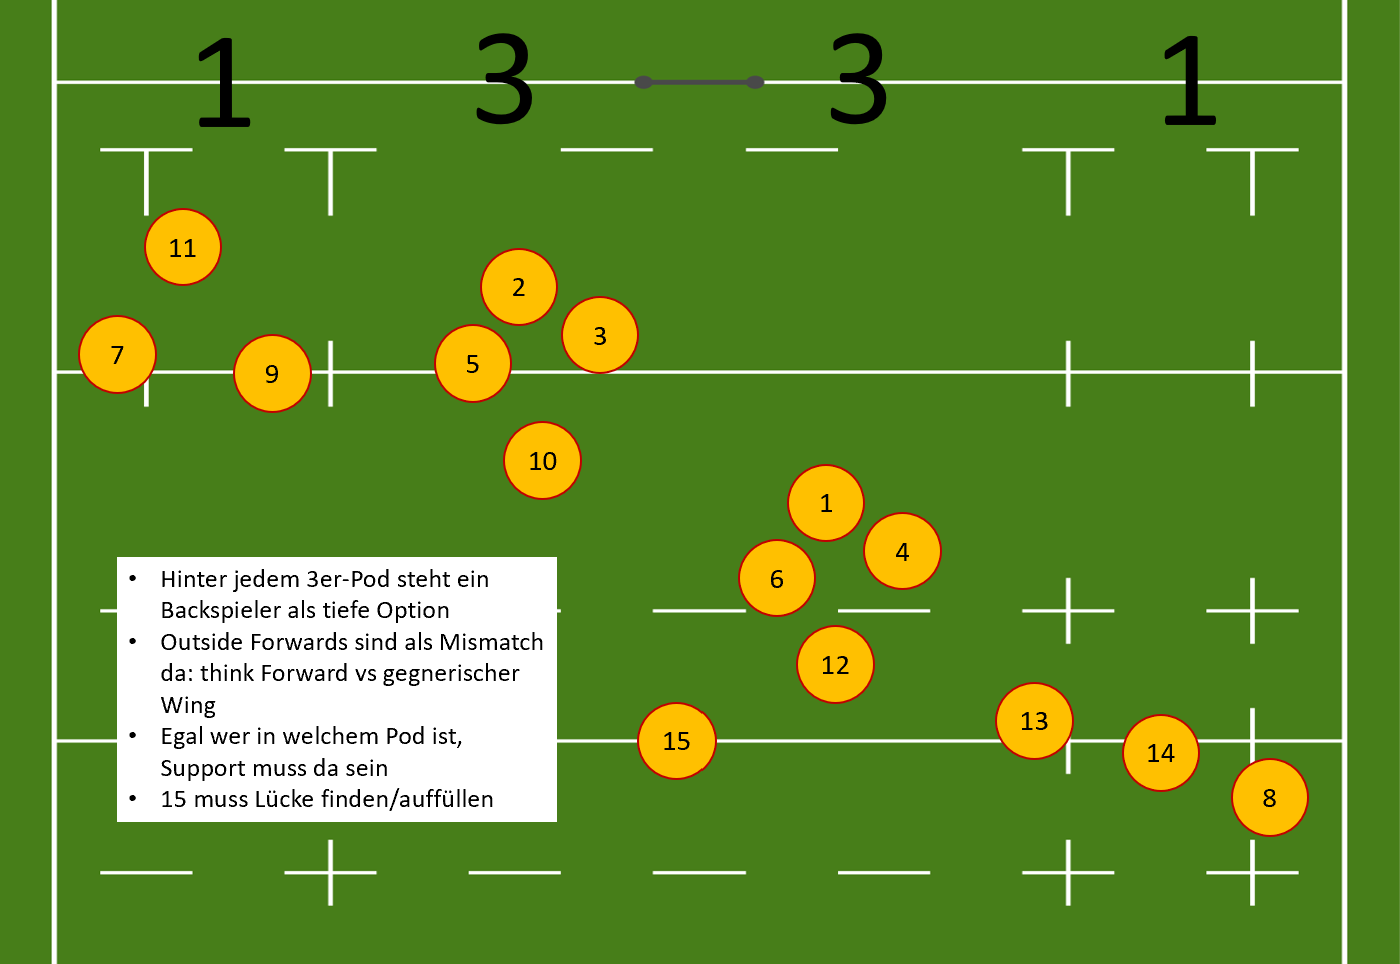 1 3 3 1
11
2
3
7
9
5
10
1
4
6
12
13
15
14
8
• Hinter jedem 3er-Pod steht ein
Backspieler als tiefe Option
• Outside Forwards sind als Mismatch
da: think Forward vs gegnerischer
Wing
• Egal wer in welchem Pod ist,
Support muss da sein
• 15 muss Lücke finden/auffüllen